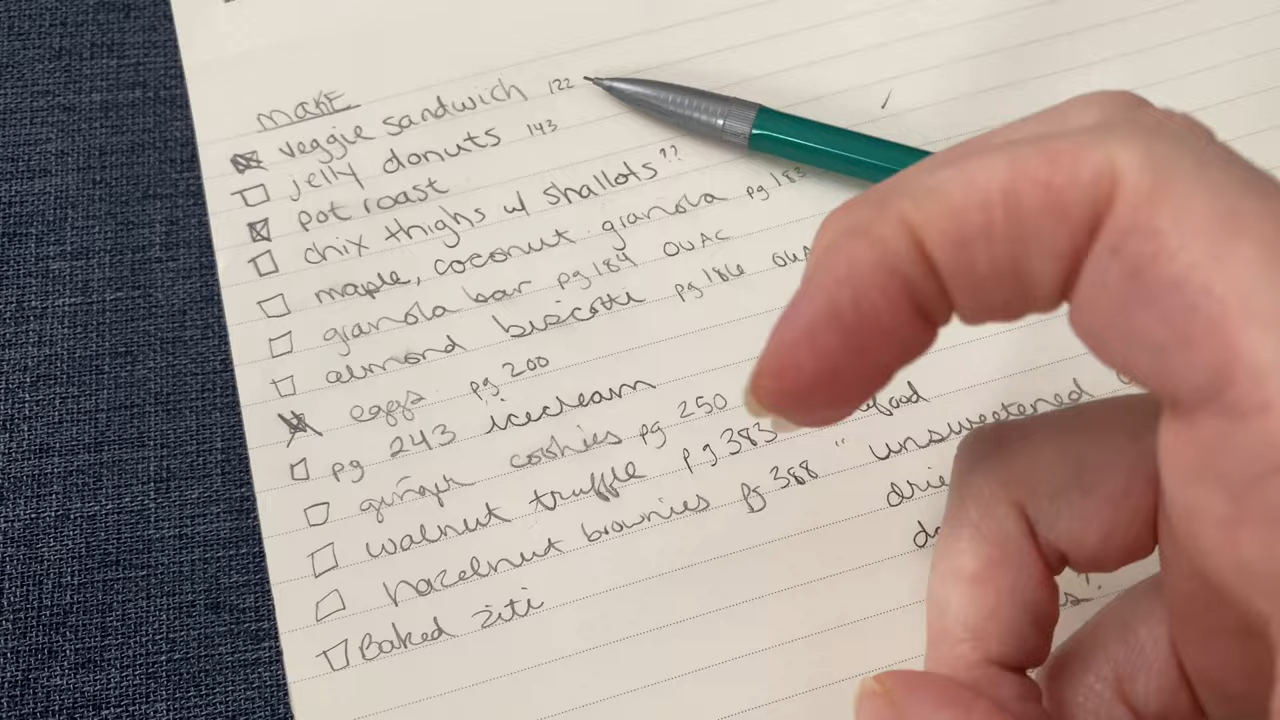 MAKE
veggie sandwich 122
jelly donuts 143
pot roast
chix thighs w/ shallots??
maple, coconut granola pg 183
granola bar pg 184 OUAC
almond biscotti pg 186
eggs pg 200
pg 243 icecream
ginger cookies pg 250
walnut truffle pg 383
hazelnut brownies pg 388 " unsweetened
Baked ziti